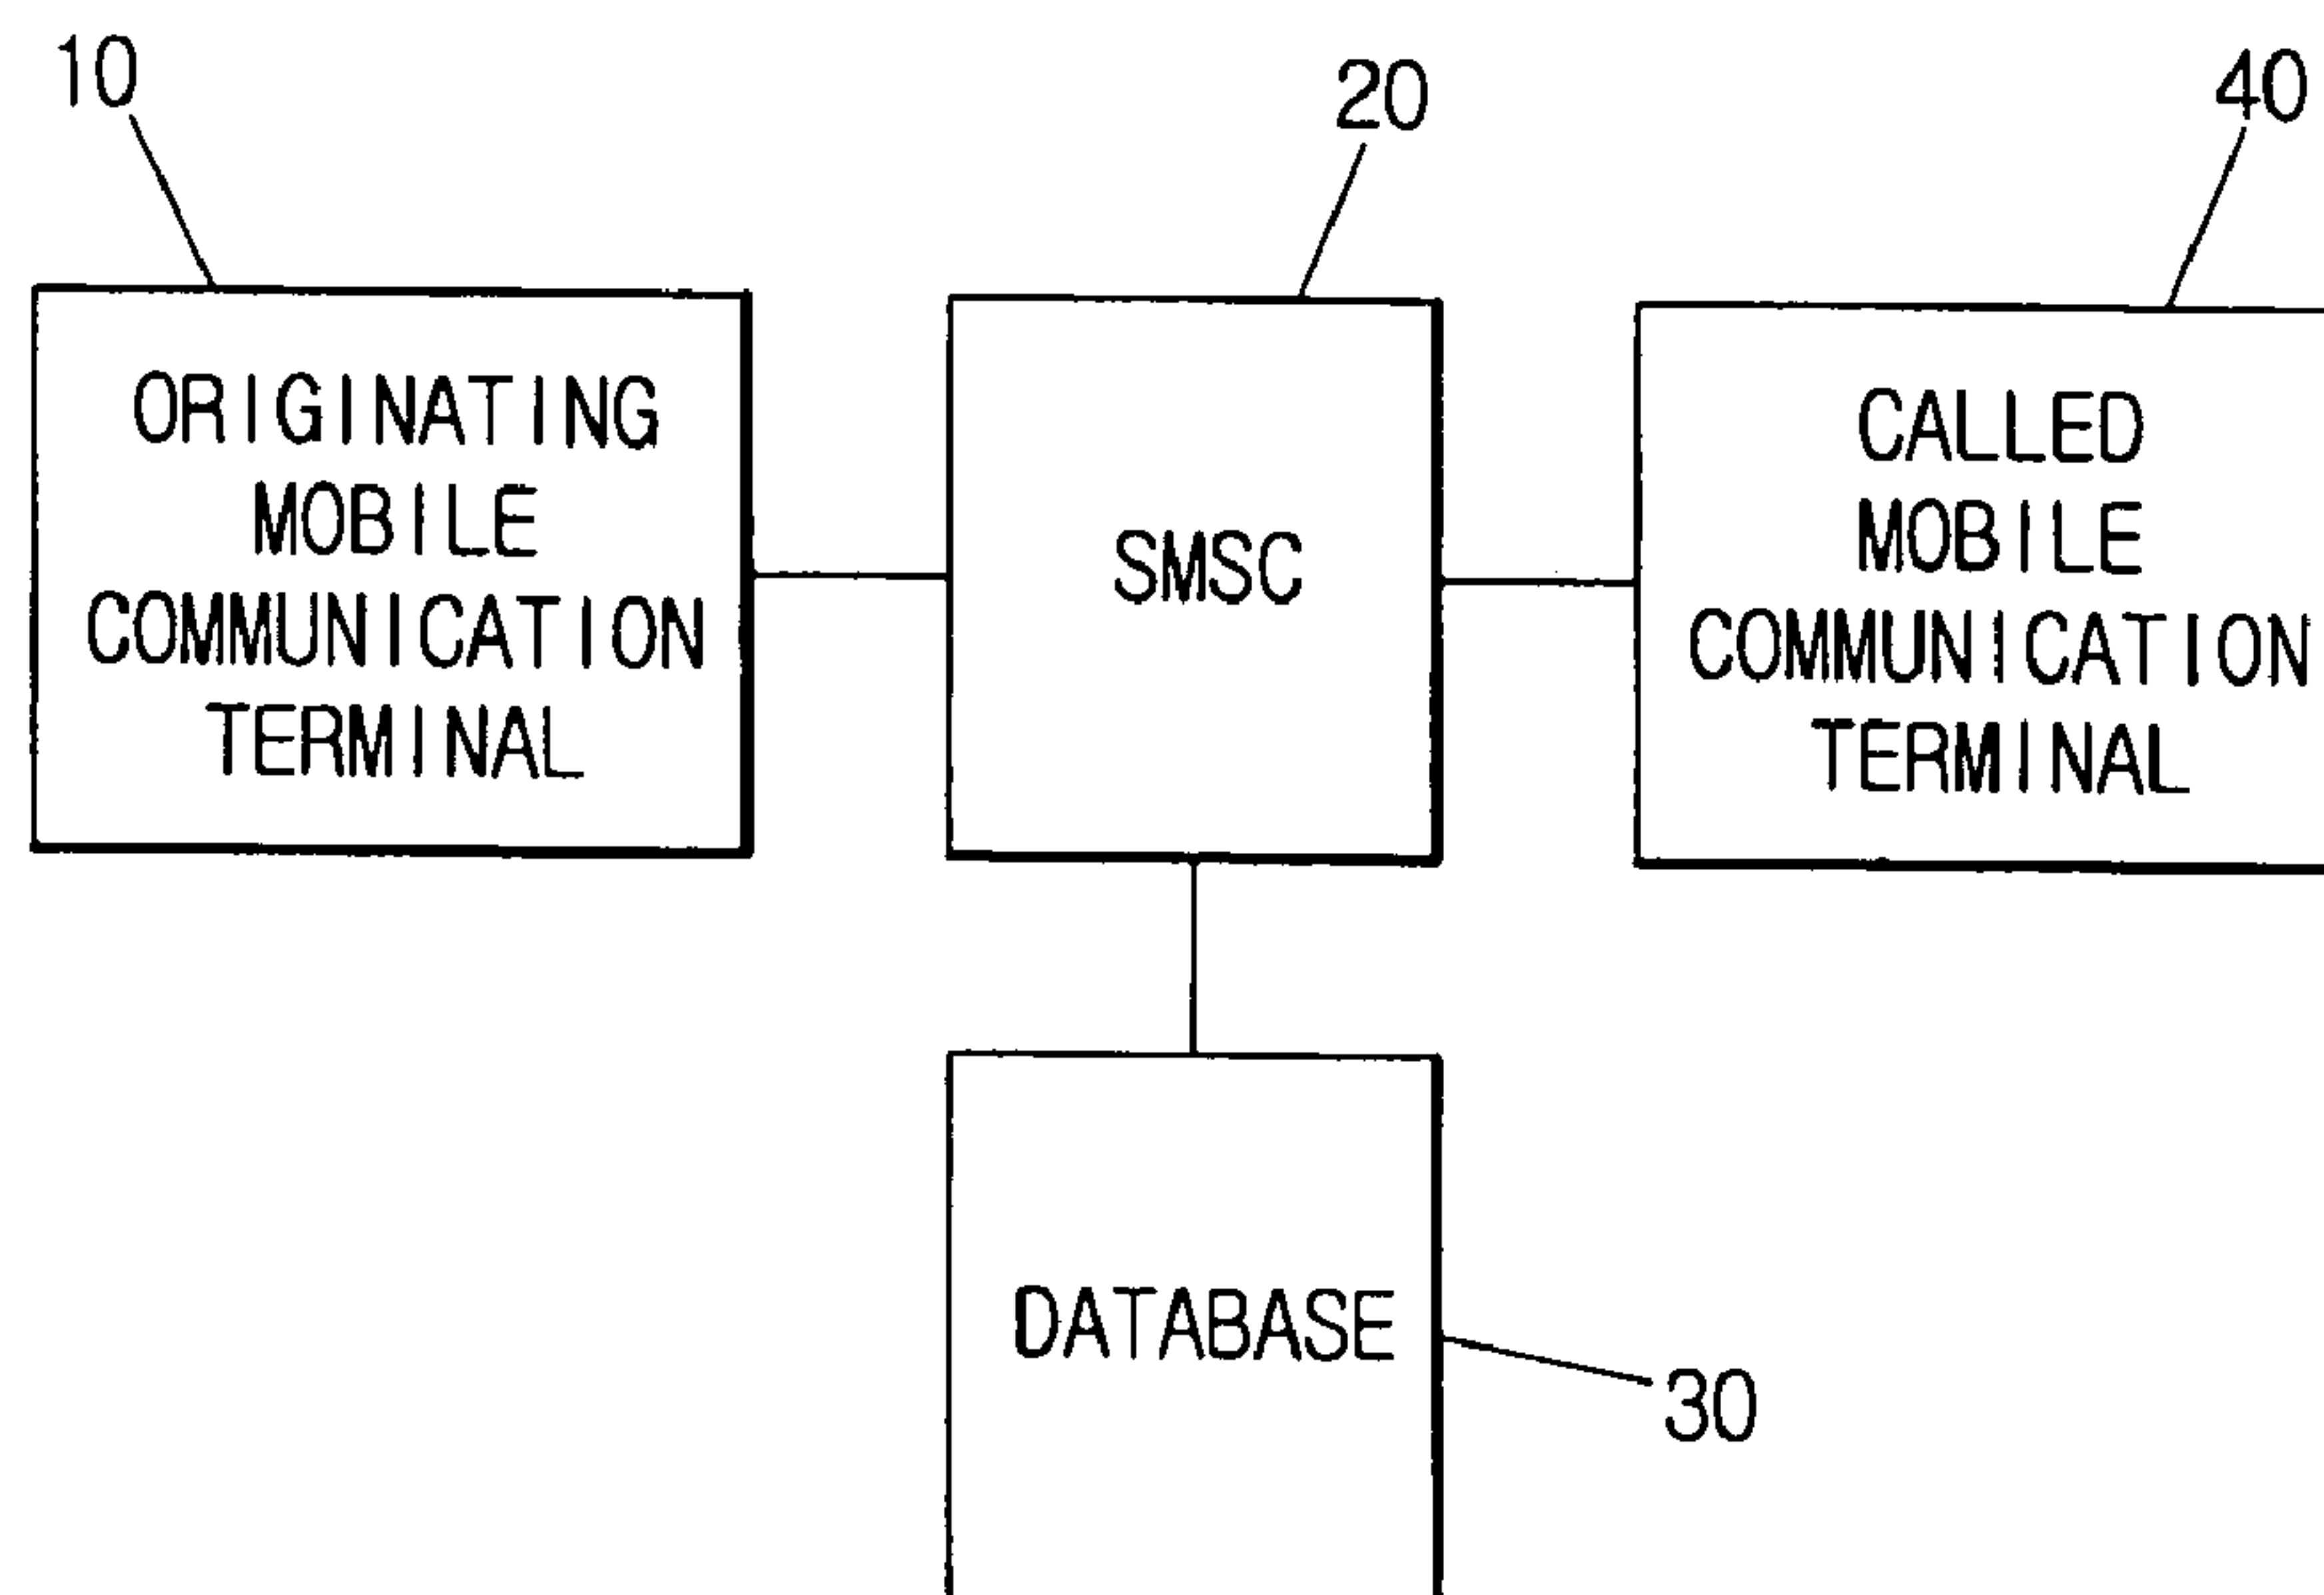 10
20
40
ORIGINATING
MOBILE
COMMUNICATION
TERMINAL
SMSC
CALLED
MOBILE
COMMUNICATION
TERMINAL
DATABASE
30